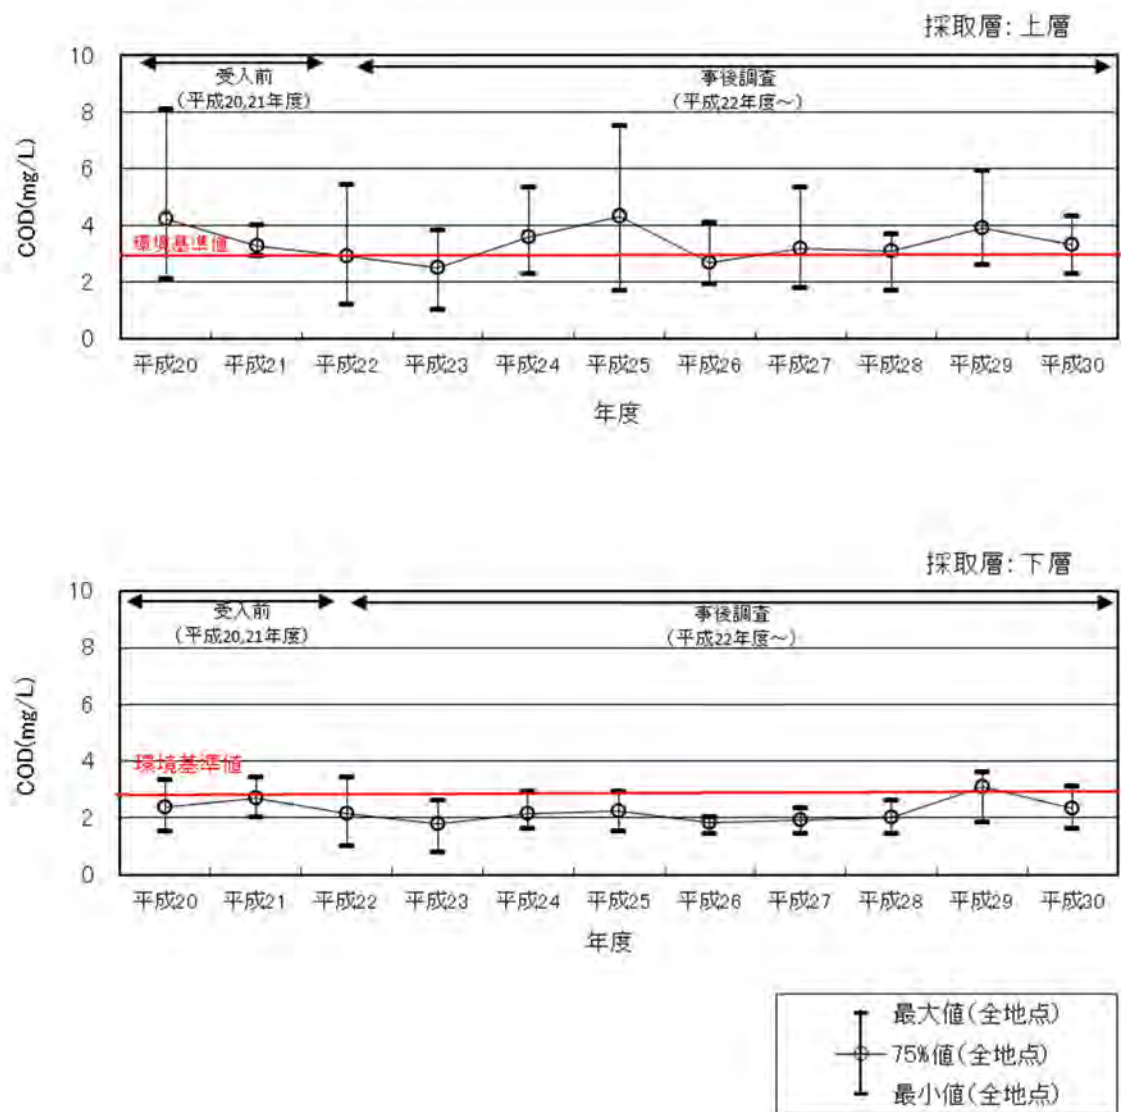 採取層：上層
受入前
（平成20,21年度）
事後調査
（平成22年度～）
COD(mg/L)
10
8
6
4
環境基準値
2
0
平成20 平成21 平成22 平成23 平成24 平成25 平成26 平成27 平成28 平成29 平成30
年度
採取層：下層
受入前
（平成20,21年度）
事後調査
（平成22年度～）
COD(mg/L)
10
8
6
4
環境基準値
2
0
平成20 平成21 平成22 平成23 平成24 平成25 平成26 平成27 平成28 平成29 平成30
年度
最大値(全地点)
75%値(全地点)
最小値(全地点)